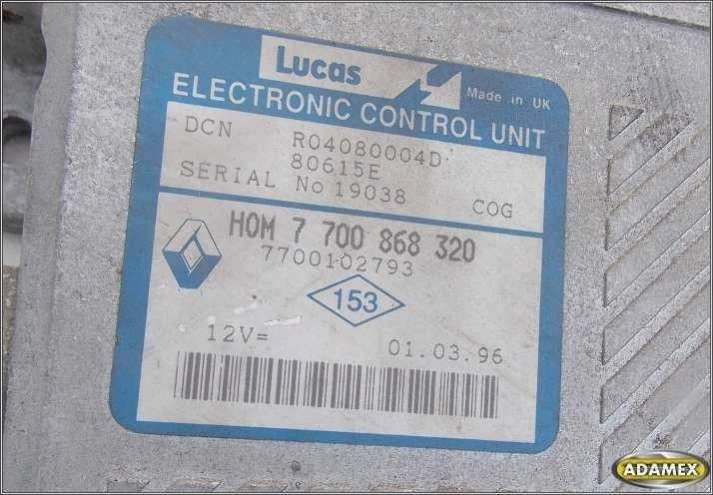 Lucas
Made in UK
ELECTRONIC CONTROL UNIT
DCN R04080004D
80615E
SERIAL No 19038 COG
HOM 7 700 868 320
7700102793
153
12V= 01.03.96
ADAMEX